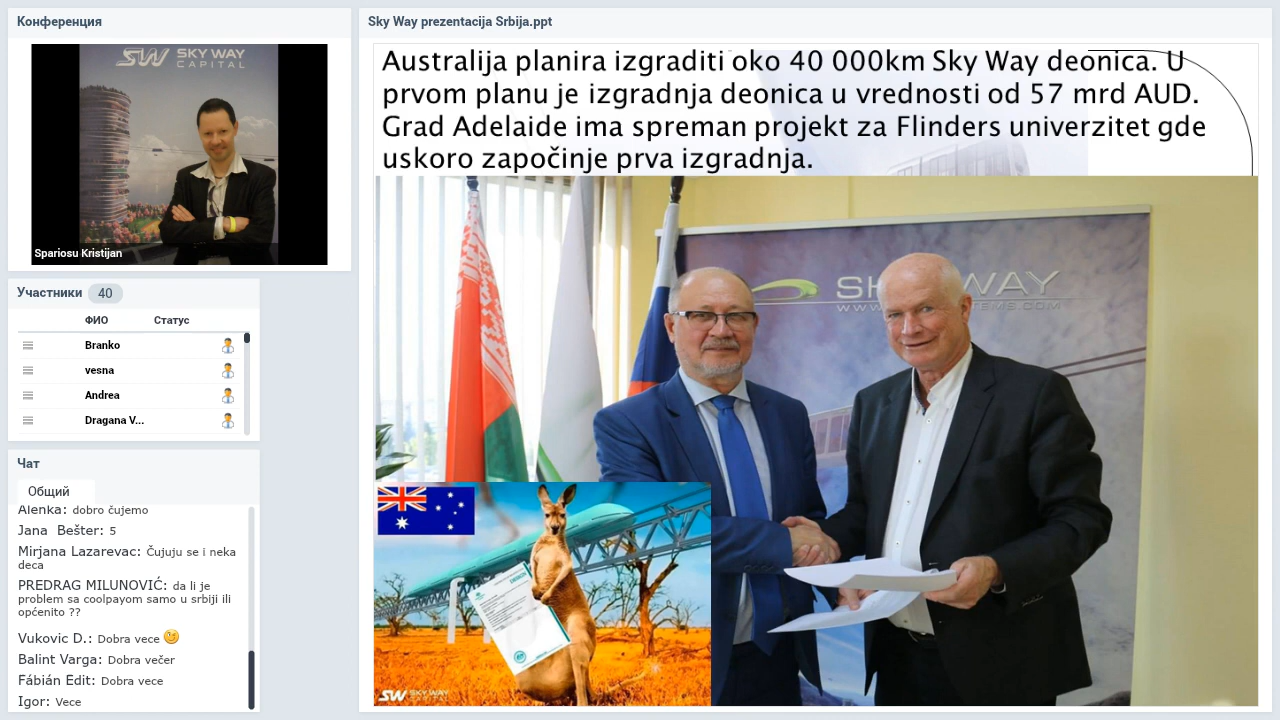 Конференция
SKY WAY
CAPITAL
Spariosu Kristijan
Участники 40
ФИО Статус
Branko
vesna
Andrea
Dragana V...
Чат
Общий
Alenka: dobro čujemo
Jana Bešter: 5
Mirjana Lazarevac: Čujuju se i neka
deca
PREDRAG MILUNOVIĆ: da li je
problem sa coolpayom samo u srbiji ili
općenito ??
Vukovic D.: Dobra vece
Balint Varga: Dobra večer
Fábián Edit: Dobra vece
Igor: Vece
Sky Way prezentacija Srbija.ppt
Australija planira izgraditi oko 40 000km Sky Way deonica. U
prvom planu je izgradnja deonica u vrednosti od 57 mrd AUD.
Grad Adelaide ima spreman projekt za Flinders univerzitet gde
uskoro započinje prva izgradnja.
SW SKY WAY
CAPITAL